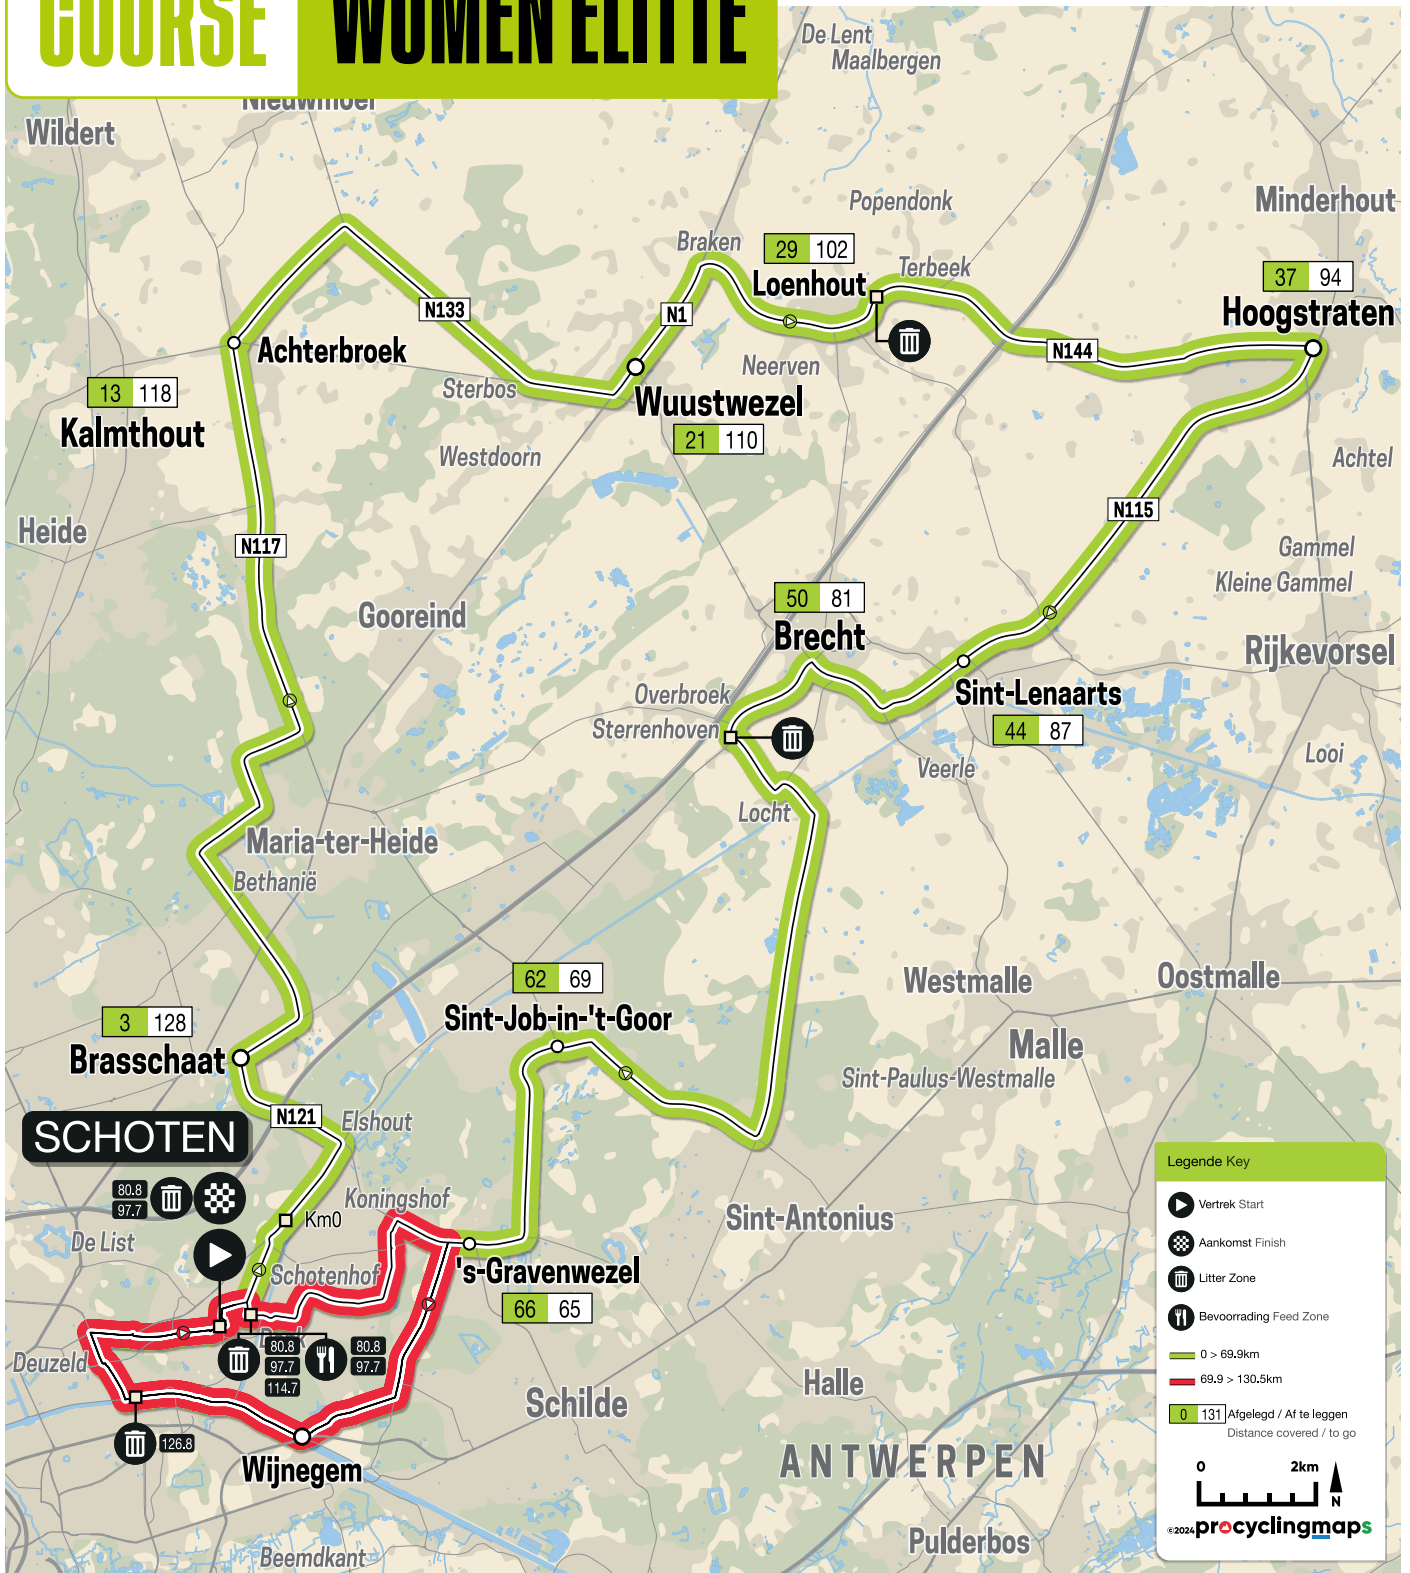 COURSE
WOMEN ELITTE
De Lent
Maalbergen
Nieuwmoer
Wildert
Popendonk
Minderhout
Braken
29 102
Loenhout
Terbeek
37 94
Hoogstraten
N133
N1
Achterbroek
N144
Neerven
Sterbos
13 118
Kalmthout
Wuustwezel
21 110
Westdoorn
Achtel
N115
Heide
N117
Gammel
Kleine Gammel
50 81
Brecht
Gooreind
Rijkevorsel
Overbroek
Sterrenhoven
Sint-Lenaarts
44 87
Looi
Veerle
Locht
Maria-ter-Heide
Bethanië
62 69
Sint-Job-in-'t-Goor
Westmalle
Oostmalle
3 128
Brasschaat
Malle
Sint-Paulus-Westmalle
N121
Elshout
SCHOTEN
80.8
97.7
Koningshof
Km0
De List
Sint-Antonius
Schotenhof
's-Gravenwezel
66 65
Deuzeld
80.8
97.7
114.7
80.8
97.7
Schilde
Halle
126.8
Wijnegem
ANTWERPEN
Beemdkant
Pulderbos
Legende Key
Vertrek Start
Aankomst Finish
Litter Zone
Bevoorrading Feed Zone
0 > 69.9km
69.9 > 130.5km
0 131 Afgelegd / Af te leggen
Distance covered / to go
0 2km
N
©2024 procyclingmaps